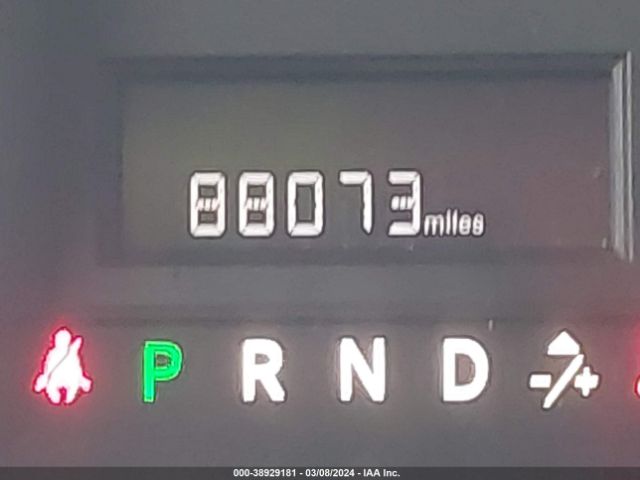 88073 miles
P R N D -/+
000-38929181 - 03/08/2024 - IAA Inc.